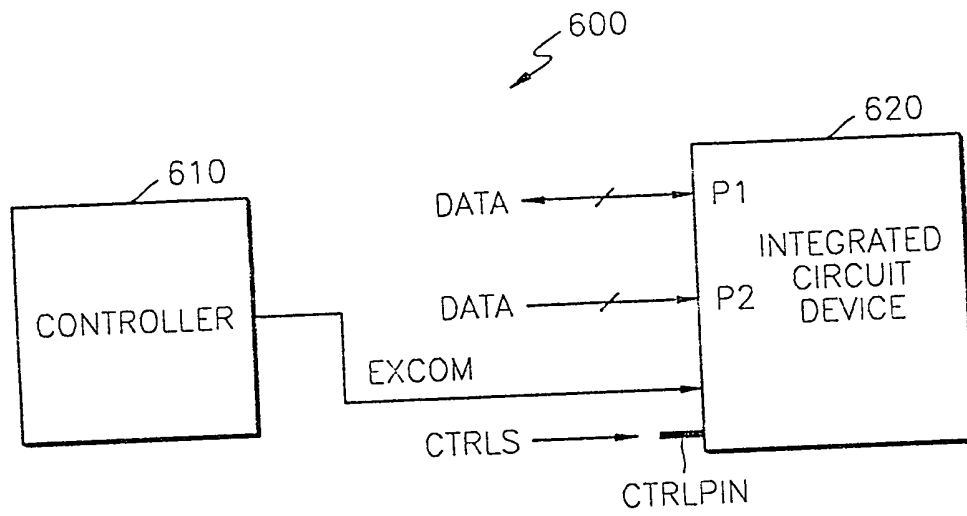 600
620
610
DATA
P1
INTEGRATED
CIRCUIT
DEVICE
DATA
P2
CONTROLLER
EXCOM
CTRLS
CTRLPIN